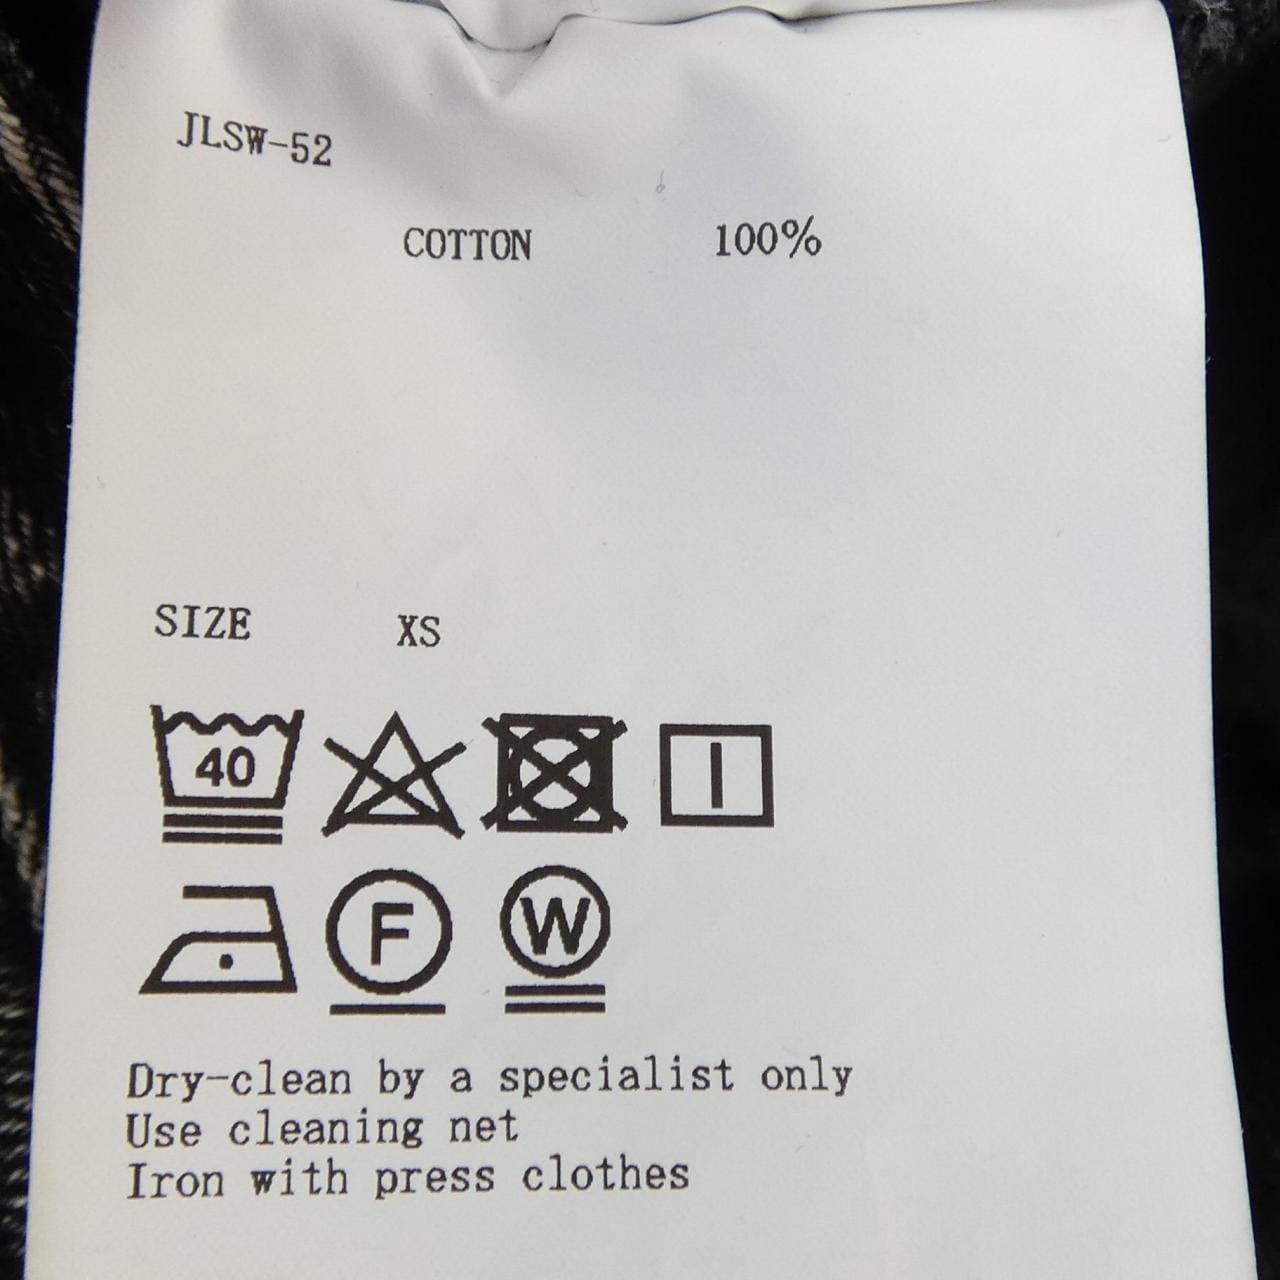 JLSW-52
COTTON 100%
SIZE XS
40
F W
Dry-clean by a specialist only
Use cleaning net
Iron with press clothes